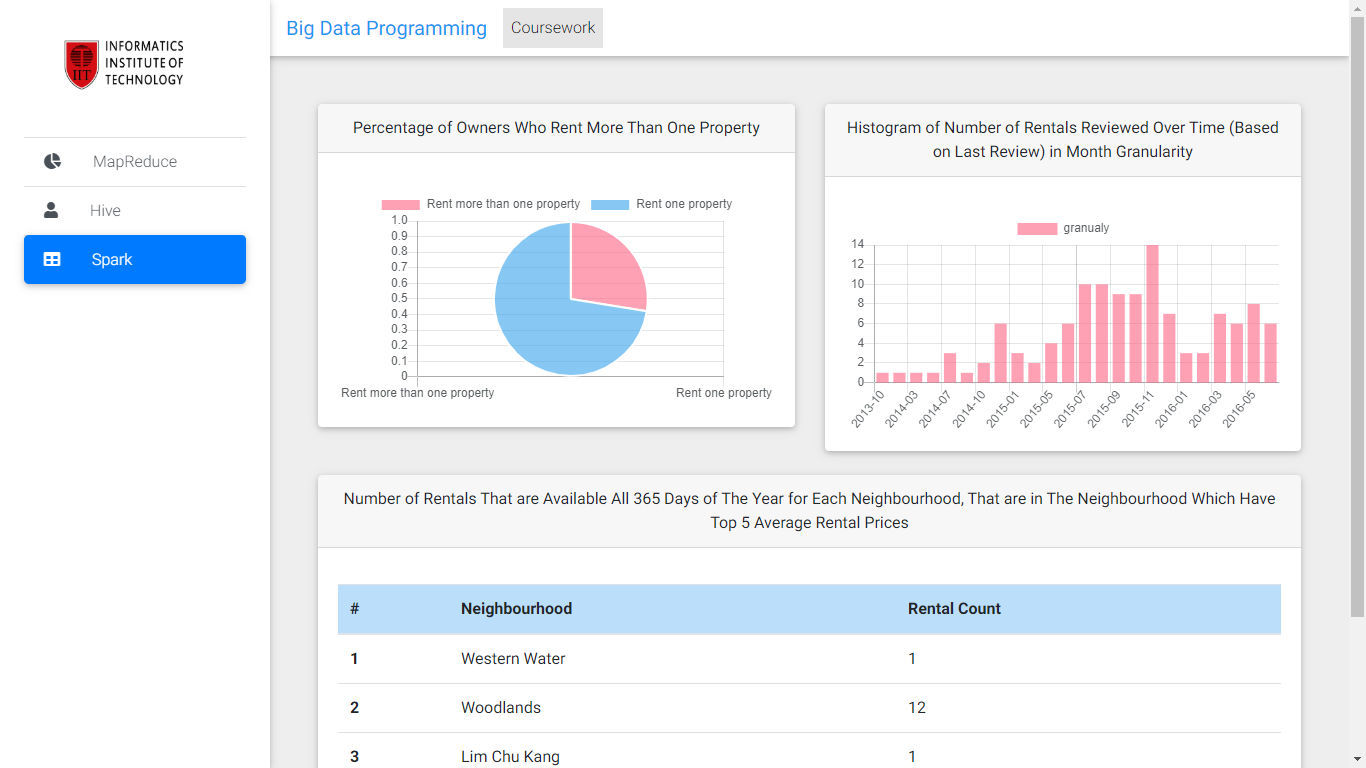 INFORMATICS
INSTITUTE OF
TECHNOLOGY
IIT
MapReduce
Hive
Spark
Big Data Programming Coursework
Percentage of Owners Who Rent More Than One Property
Rent more than one property Rent one property
1.0
0.9
0.8
0.7
0.6
0.5
0.4
0.3
0.2
0.1
0
Rent more than one property Rent one property
Histogram of Number of Rentals Reviewed Over Time (Based
on Last Review) in Month Granularity
granualy
14
12
10
8
6
4
2
0
2013-10 2014-03 2014-07 2014-10 2015-01 2015-05 2015-07 2015-09 2015-11 2016-01 2016-03 2016-05
Number of Rentals That are Available All 365 Days of The Year for Each Neighbourhood, That are in The Neighbourhood Which Have
Top 5 Average Rental Prices
# Neighbourhood Rental Count
1 Western Water 1
2 Woodlands 12
3 Lim Chu Kang 1